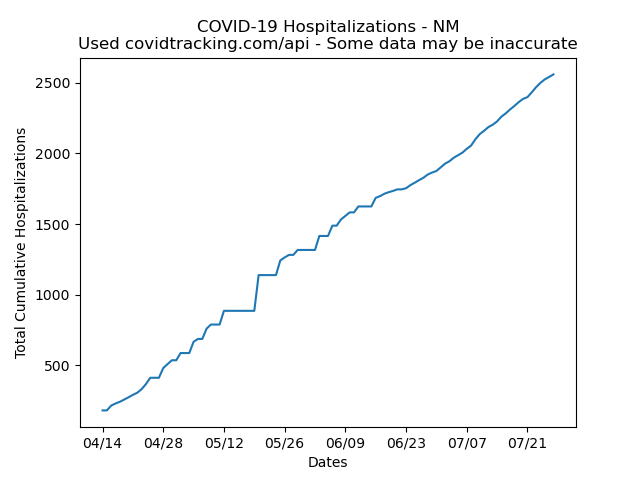 COVID-19 Hospitalizations - NM
Used covidtracking.com/api - Some data may be inaccurate
Total Cumulative Hospitalizations
2500
2000
1500
1000
500
04/14 04/28 05/12 05/26 06/09 06/23 07/07 07/21
Dates